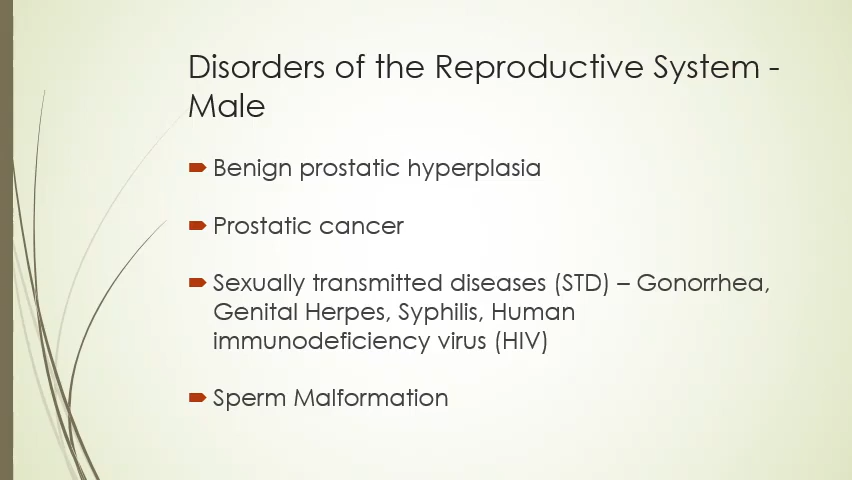 Disorders of the Reproductive System -
Male
Benign prostatic hyperplasia
Prostatic cancer
Sexually transmitted diseases (STD) – Gonorrhea,
Genital Herpes, Syphilis, Human
immunodeficiency virus (HIV)
Sperm Malformation